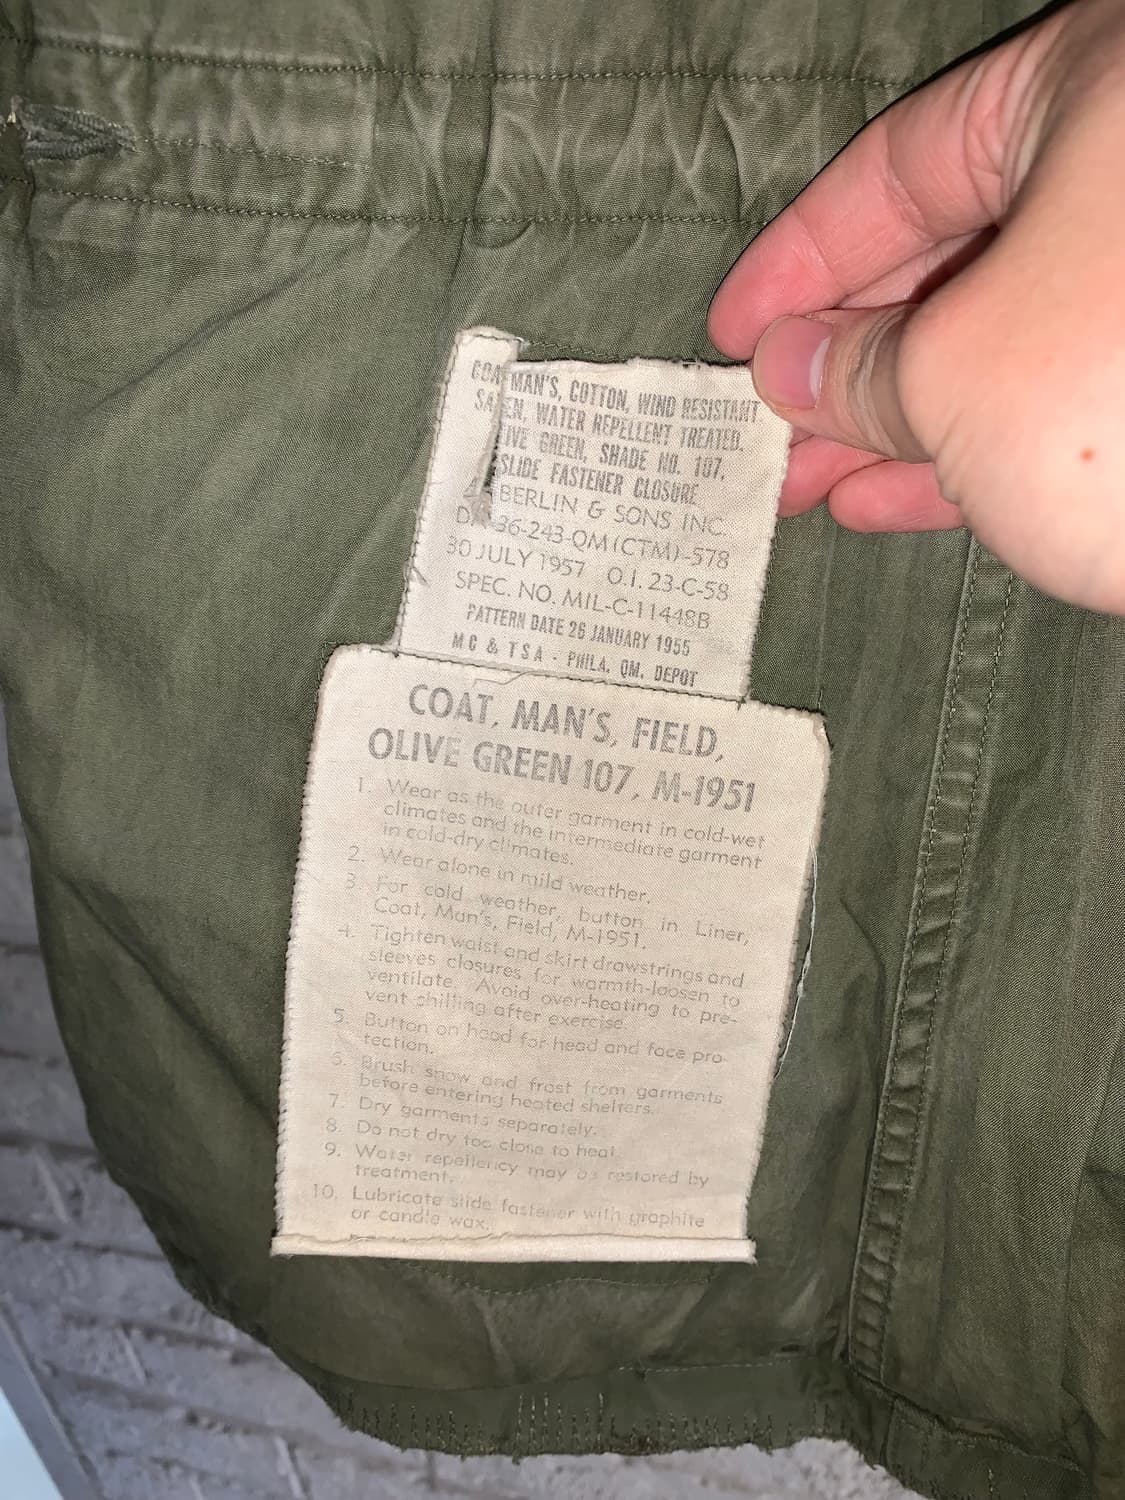 COA MAN'S, COTTON, WIND RESISTANT
SA EEN, WATER REPELLENT TREATED,
IVE GREEN, SHADE NO. 107,
SLIDE FASTENER CLOSURE
BERLIN & SONS INC.
36-243-QM(CTM)-578
30 JULY 1957 O.I. 23-C-58
SPEC. NO. MIL-C-11448B
PATTERN DATE 26 JANUARY 1955
MC & TSA - PHILA. QM. DEPOT
COAT, MAN'S, FIELD,
OLIVE GREEN 107, M-1951
1. Wear as the outer garment in cold-wet
climates and the intermediate garment
in cold-dry climates.
2. Wear alone in mild weather.
3. For cold weather, button in Liner,
Coat, Man's, Field, M-1951.
4. Tighten waist and skirt drawstrings and
sleeves closures for warmth-loosen to
ventilate. Avoid over-heating to pre-
vent chilling after exercise.
5. Button on hood for head and face pro-
tection.
6. Brush snow and frost from garments
before entering heated shelters.
7. Dry garments separately.
8. Do not dry too close to heat.
9. Water repellency may be restored by
treatment.
10. Lubricate slide fastener with graphite
or candle wax.